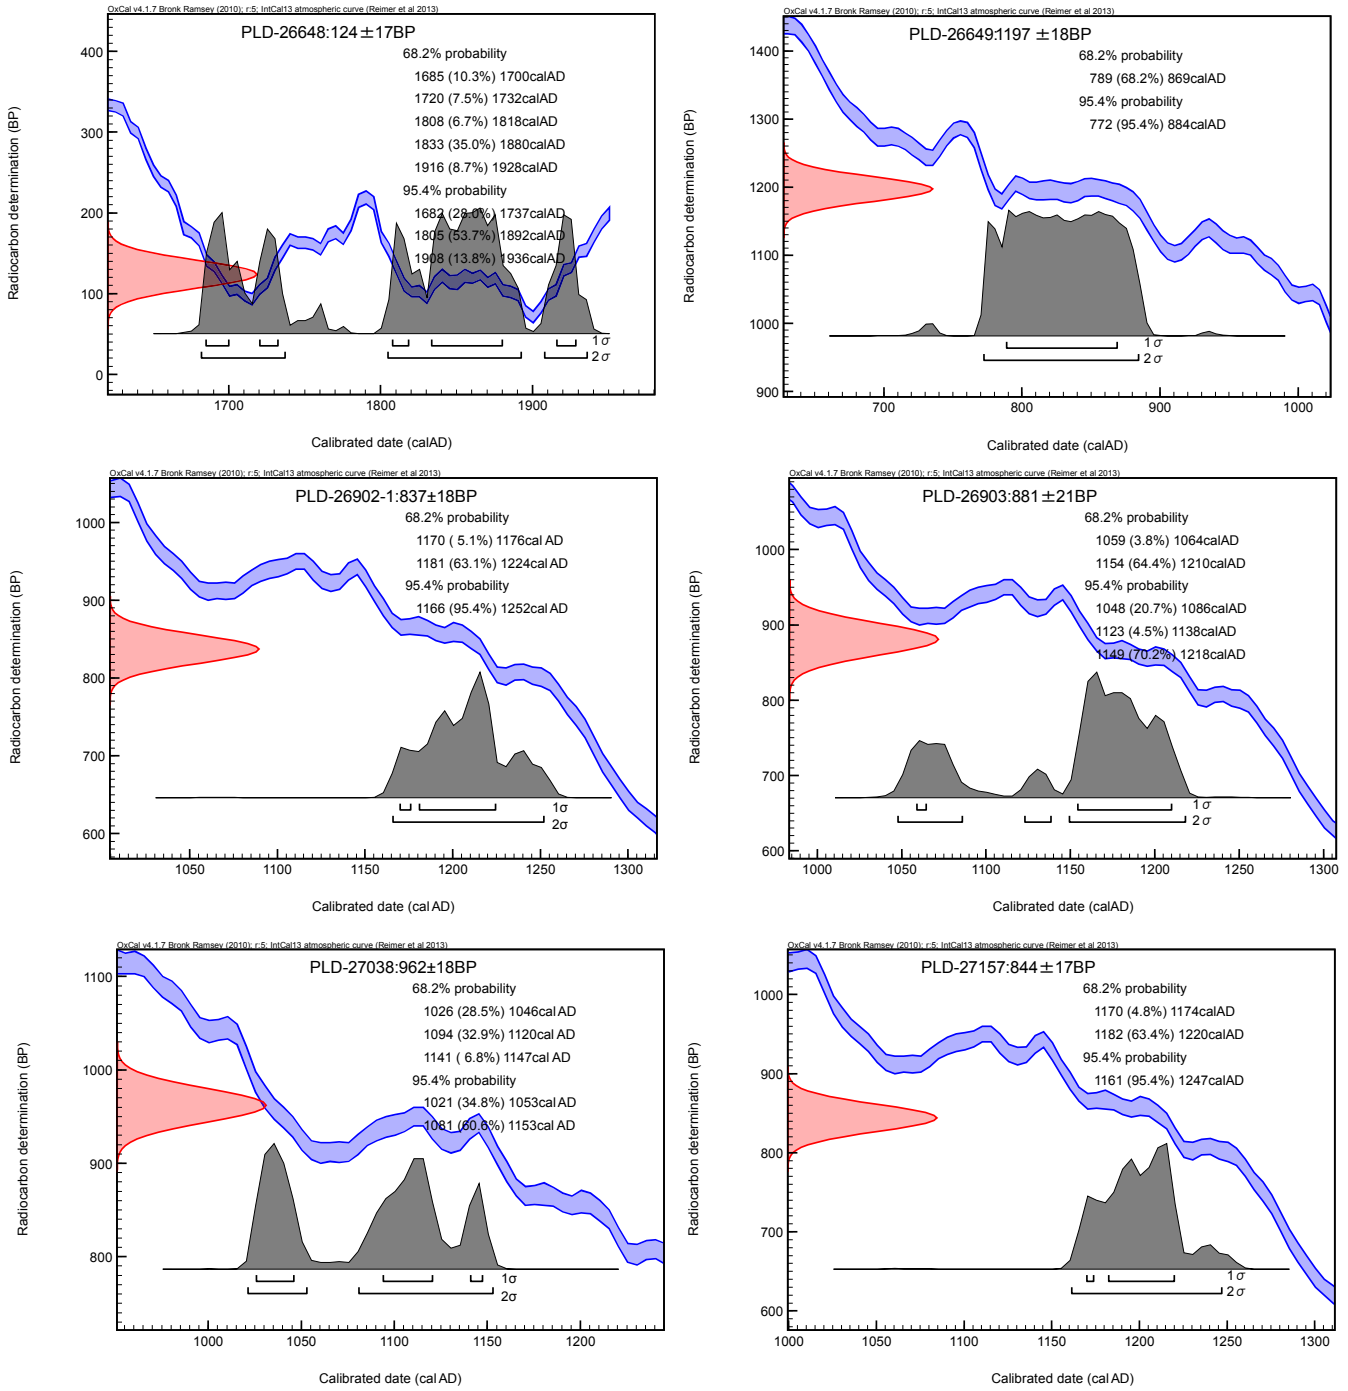 OxCal v4.1.7 Bronk Ramsey (2010); r:5; IntCal13 atmospheric curve (Reimer et al 2013)
PLD-26648:124 ±17BP
68.2% probability
1685 (10.3%) 1700calAD
1720 (7.5%) 1732calAD
1808 (6.7%) 1818calAD
1833 (35.0%) 1880calAD
1916 (8.7%) 1928calAD
95.4% probability
1682 (28.0%) 1737calAD
1805 (53.7%) 1892calAD
1908 (13.8%) 1936calAD
Radiocarbon determination (BP)
400
300
200
100
0
1σ
2σ
1700 1800 1900
Calibrated date (calAD)
OxCal v4.1.7 Bronk Ramsey (2010); r:5; IntCal13 atmospheric curve (Reimer et al 2013)
PLD-26649:1197 ±18BP
68.2% probability
789 (68.2%) 869calAD
95.4% probability
772 (95.4%) 884calAD
Radiocarbon determination (BP)
1400
1300
1200
1100
1000
900
1σ
2σ
700 800 900 1000
Calibrated date (calAD)
OxCal v4.1.7 Bronk Ramsey (2010); r:5; IntCal13 atmospheric curve (Reimer et al 2013)
PLD-26902-1:837±18BP
68.2% probability
1170 ( 5.1%) 1176cal AD
1181 (63.1%) 1224cal AD
95.4% probability
1166 (95.4%) 1252cal AD
Radiocarbon determination (BP)
1000
900
800
700
600
1σ
2σ
1050 1100 1150 1200 1250 1300
Calibrated date (cal AD)
OxCal v4.1.7 Bronk Ramsey (2010); r:5; IntCal13 atmospheric curve (Reimer et al 2013)
PLD-26903:881 ±21BP
68.2% probability
1059 (3.8%) 1064calAD
1154 (64.4%) 1210calAD
95.4% probability
1048 (20.7%) 1086calAD
1123 (4.5%) 1138calAD
1149 (70.2%) 1218calAD
Radiocarbon determination (BP)
1000
900
800
700
600
1σ
2σ
1000 1050 1100 1150 1200 1250 1300
Calibrated date (calAD)
OxCal v4.1.7 Bronk Ramsey (2010); r:5; IntCal13 atmospheric curve (Reimer et al 2013)
PLD-27038:962±18BP
68.2% probability
1026 (28.5%) 1046cal AD
1094 (32.9%) 1120cal AD
1141 ( 6.8%) 1147cal AD
95.4% probability
1021 (34.8%) 1053cal AD
1081 (60.6%) 1153cal AD
Radiocarbon determination (BP)
1100
1000
900
800
1σ
2σ
1000 1050 1100 1150 1200
Calibrated date (cal AD)
OxCal v4.1.7 Bronk Ramsey (2010); r:5; IntCal13 atmospheric curve (Reimer et al 2013)
PLD-27157:844 ±17BP
68.2% probability
1170 (4.8%) 1174calAD
1182 (63.4%) 1220calAD
95.4% probability
1161 (95.4%) 1247calAD
Radiocarbon determination (BP)
1000
900
800
700
600
1σ
2σ
1000 1050 1100 1150 1200 1250 1300
Calibrated date (calAD)